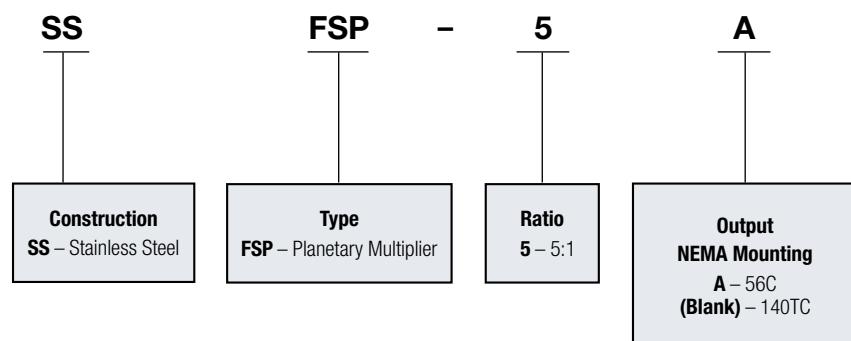 SS FSP – 5 A
Construction
SS – Stainless Steel
Type
FSP – Planetary Multiplier
Ratio
5 – 5:1
Output
NEMA Mounting
A – 56C
(Blank) – 140TC